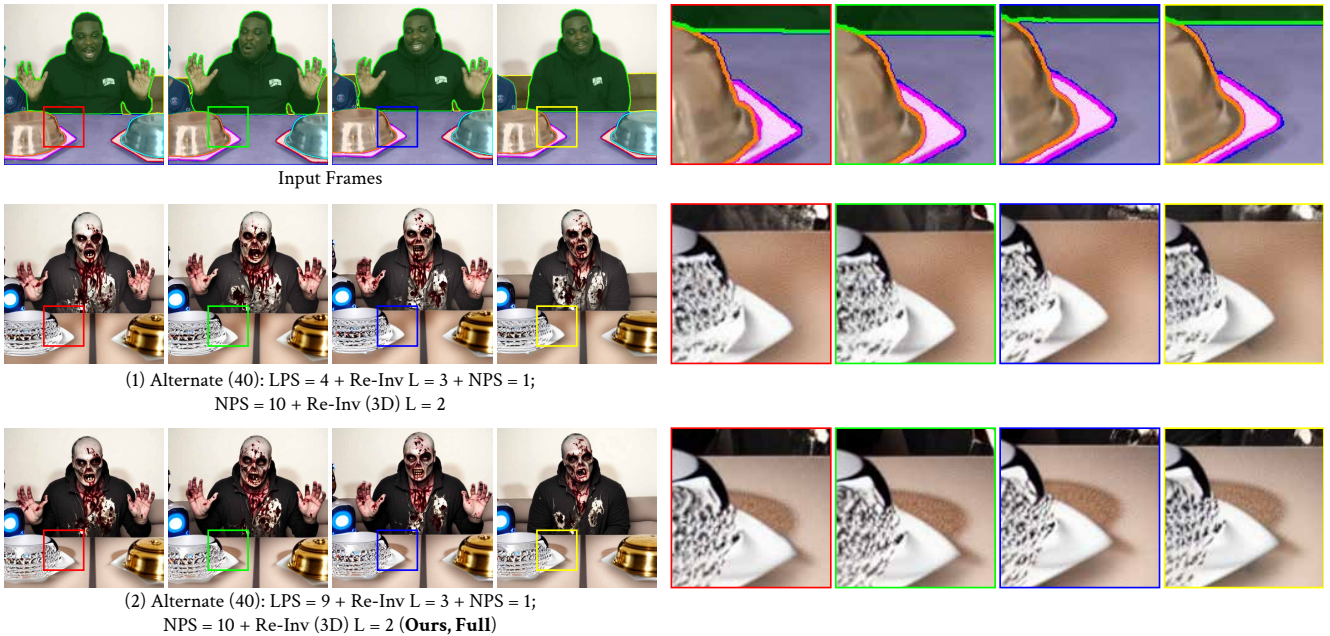 Input Frames
(1) Alternate (40): LPS = 4 + Re-Inv L = 3 + NPS = 1;
NPS = 10 + Re-Inv (3D) L = 2
(2) Alternate (40): LPS = 9 + Re-Inv L = 3 + NPS = 1;
NPS = 10 + Re-Inv (3D) L = 2 (Ours, Full)